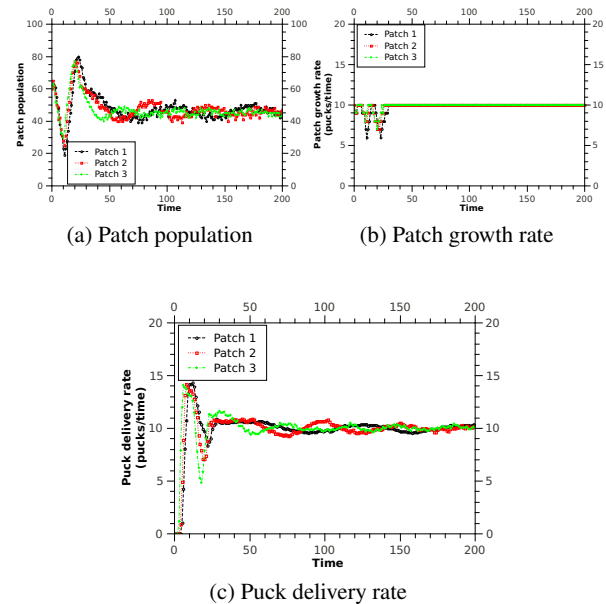 0 50 100 150 200
100 100
80 80
60 60
40 40
20 20
0 0
Patch population
Patch 1
Patch 2
Patch 3
0 50 100 150 200
Time
(a) Patch population
0 50 100 150 200
20 20
15 15
10 10
5 5
0 0
Patch growth rate
(pucks/time)
Patch 1
Patch 2
Patch 3
0 50 100 150 200
Time
(b) Patch growth rate
0 50 100 150 200
20 20
15 15
10 10
5 5
0 0
Puck delivery rate
(pucks/time)
Patch 1
Patch 2
Patch 3
0 50 100 150 200
Time
(c) Puck delivery rate